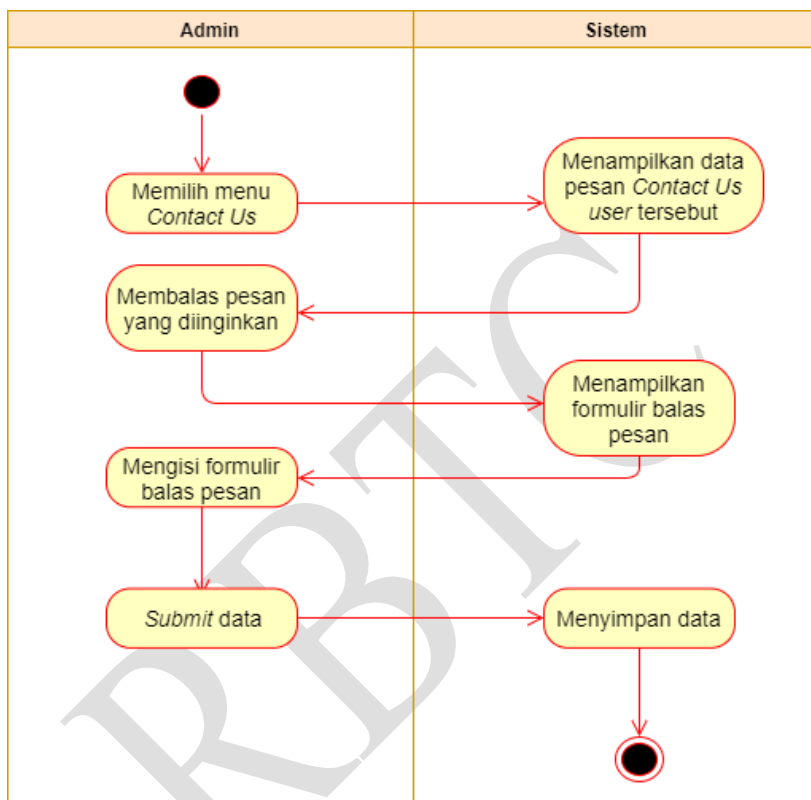 Admin
Sistem
Memilih menu
Contact Us
Menampilkan data
pesan Contact Us
user tersebut
Membalas pesan
yang diinginkan
Menampilkan
formulir balas
pesan
Mengisi formulir
balas pesan
Submit data
Menyimpan data
RBTC